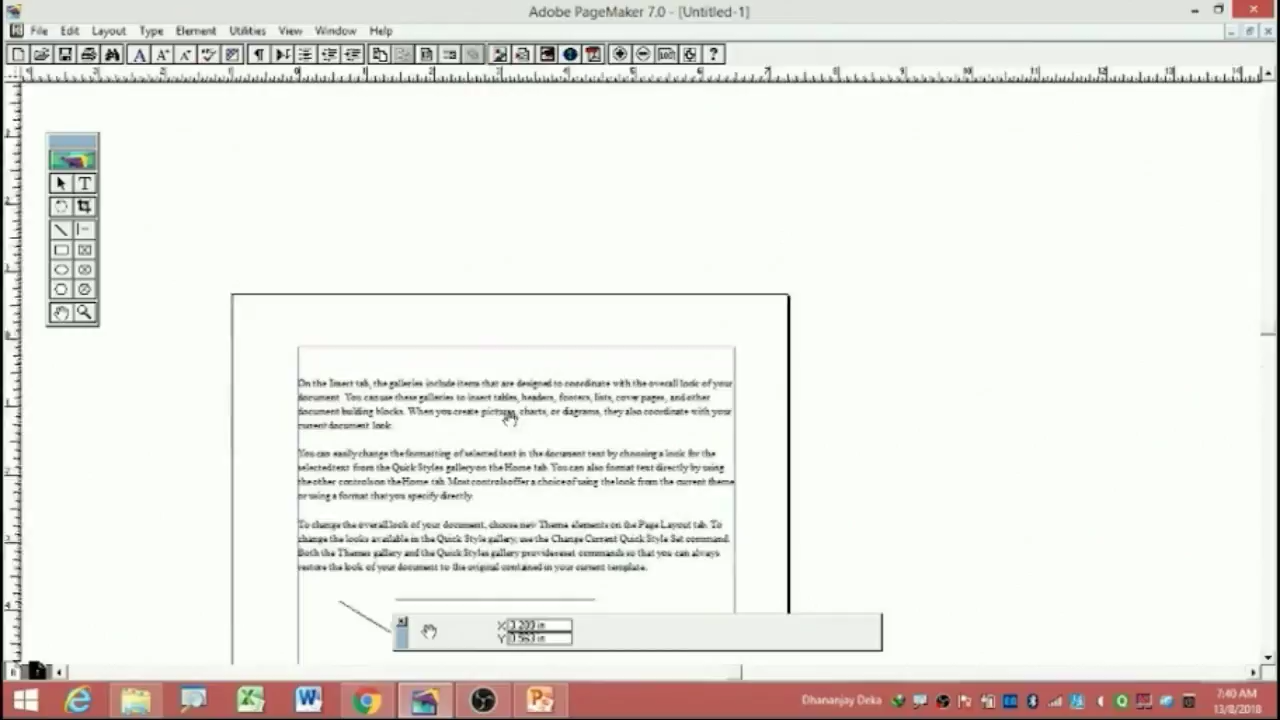 Adobe PageMaker 7.0 - [Untitled-1]
File Edit Layout Type Element Utilities View Window Help
On the Insert tab, the galleries include items that are designed to coordinate with the overall look of your
document. You can use these galleries to insert tables, headers, footers, lists, cover pages, and other
document building blocks. When you create pictures, charts, or diagrams, they also coordinate with your
current document look.
You can easily change the formatting of selected text in the document text by choosing a look for the
selected text from the Quick Styles gallery on the Home tab. You can also format text directly by using
the other controls on the Home tab. Most controls offer a choice of using the look from the current theme
or using a format that you specify directly.
To change the overall look of your document, choose new Theme elements on the Page Layout tab. To
change the looks available in the Quick Style gallery, use the Change Current Quick Style Set command.
Both the Themes gallery and the Quick Styles gallery provide reset commands so that you can always
restore the look of your document to the original contained in your current template.
X
Y
Dhananjay Deka
7:40 AM
13/8/2018